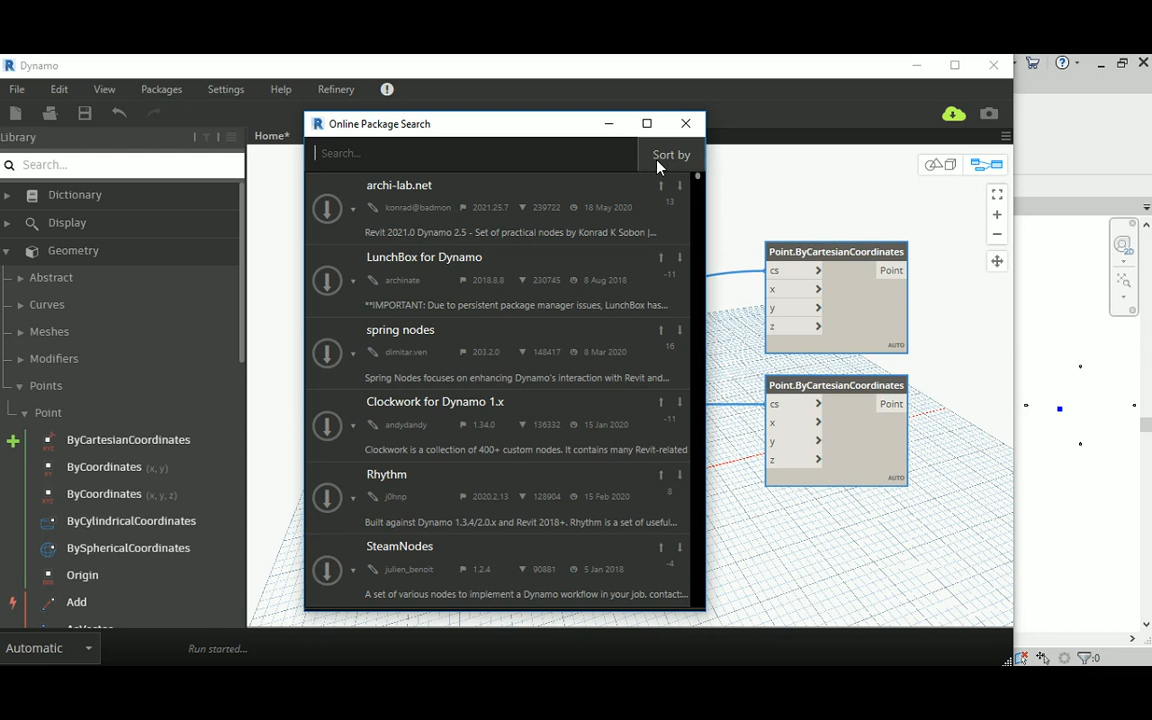 Dynamo
File Edit View Packages Settings Help Refinery
Library
Home*
Search...
Dictionary
Display
Geometry
Abstract
Curves
Meshes
Modifiers
Points
Point
ByCartesianCoordinates
ByCoordinates (x, y)
ByCoordinates (x, y, z)
ByCylindricalCoordinates
BySphericalCoordinates
Origin
Add
Automatic
Run started...
Online Package Search
Search... Sort by
archi-lab.net
konrad@badmon 2021.25.7 239722 18 May 2020 13
Revit 2021.0 Dynamo 2.5 - Set of practical nodes by Konrad K Sobon |...
LunchBox for Dynamo
archinate 2018.8.8 230745 8 Aug 2018 -11
**IMPORTANT: Due to persistent package manager issues, LunchBox has...
spring nodes
dimitar.ven 203.2.0 148417 8 Mar 2020 16
Spring Nodes focuses on enhancing Dynamo's interaction with Revit and...
Clockwork for Dynamo 1.x
andydandy 1.34.0 136332 15 Jan 2020 -11
Clockwork is a collection of 400+ custom nodes. It contains many Revit-related
Rhythm
j0hnp 2020.2.13 128904 15 Feb 2020 8
Built against Dynamo 1.3.4/2.0.x and Revit 2018+. Rhythm is a set of useful...
SteamNodes
julien_benoit 1.2.4 90881 5 Jan 2018 -4
A set of various nodes to implement a Dynamo workflow in your job. contact:...
Point.ByCartesianCoordinates
cs > Point
x >
y >
z >
AUTO
Point.ByCartesianCoordinates
cs > Point
x >
y >
z >
AUTO
2D
:0